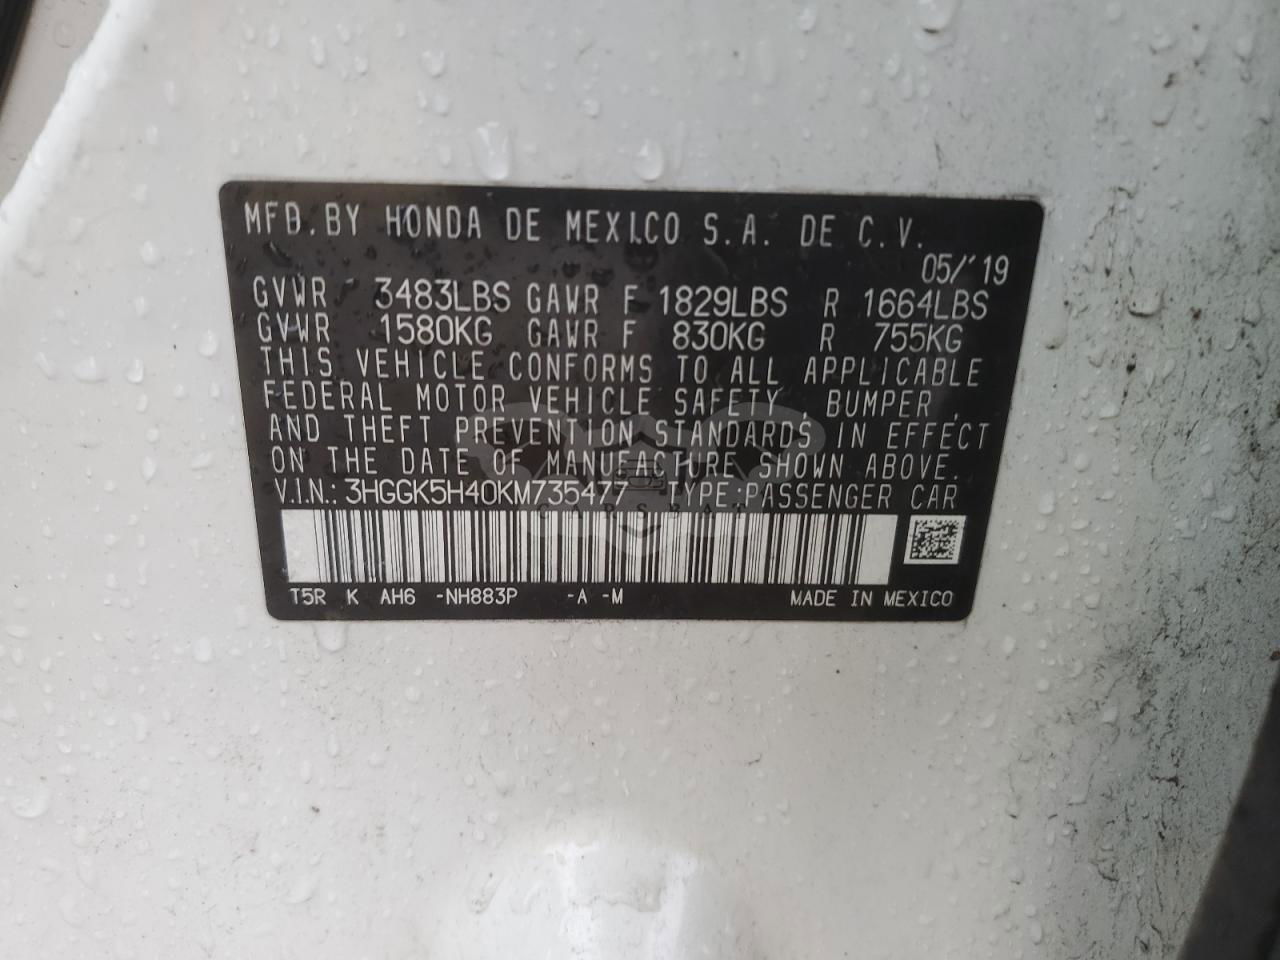 MFD.BY HONDA DE MEXICO S.A. DE C.V.
05/'19
GVWR 3483LBS GAWR F 1829LBS R 1664LBS
GVWR 1580KG GAWR F 830KG R 755KG
THIS VEHICLE CONFORMS TO ALL APPLICABLE
FEDERAL MOTOR VEHICLE SAFETY, BUMPER,
AND THEFT PREVENTION STANDARDS IN EFFECT
ON THE DATE OF MANUFACTURE SHOWN ABOVE.
V.I.N.: 3HGGK5H40KM735477 TYPE:PASSENGER CAR
T5R K AH6 -NH883P -A -M MADE IN MEXICO